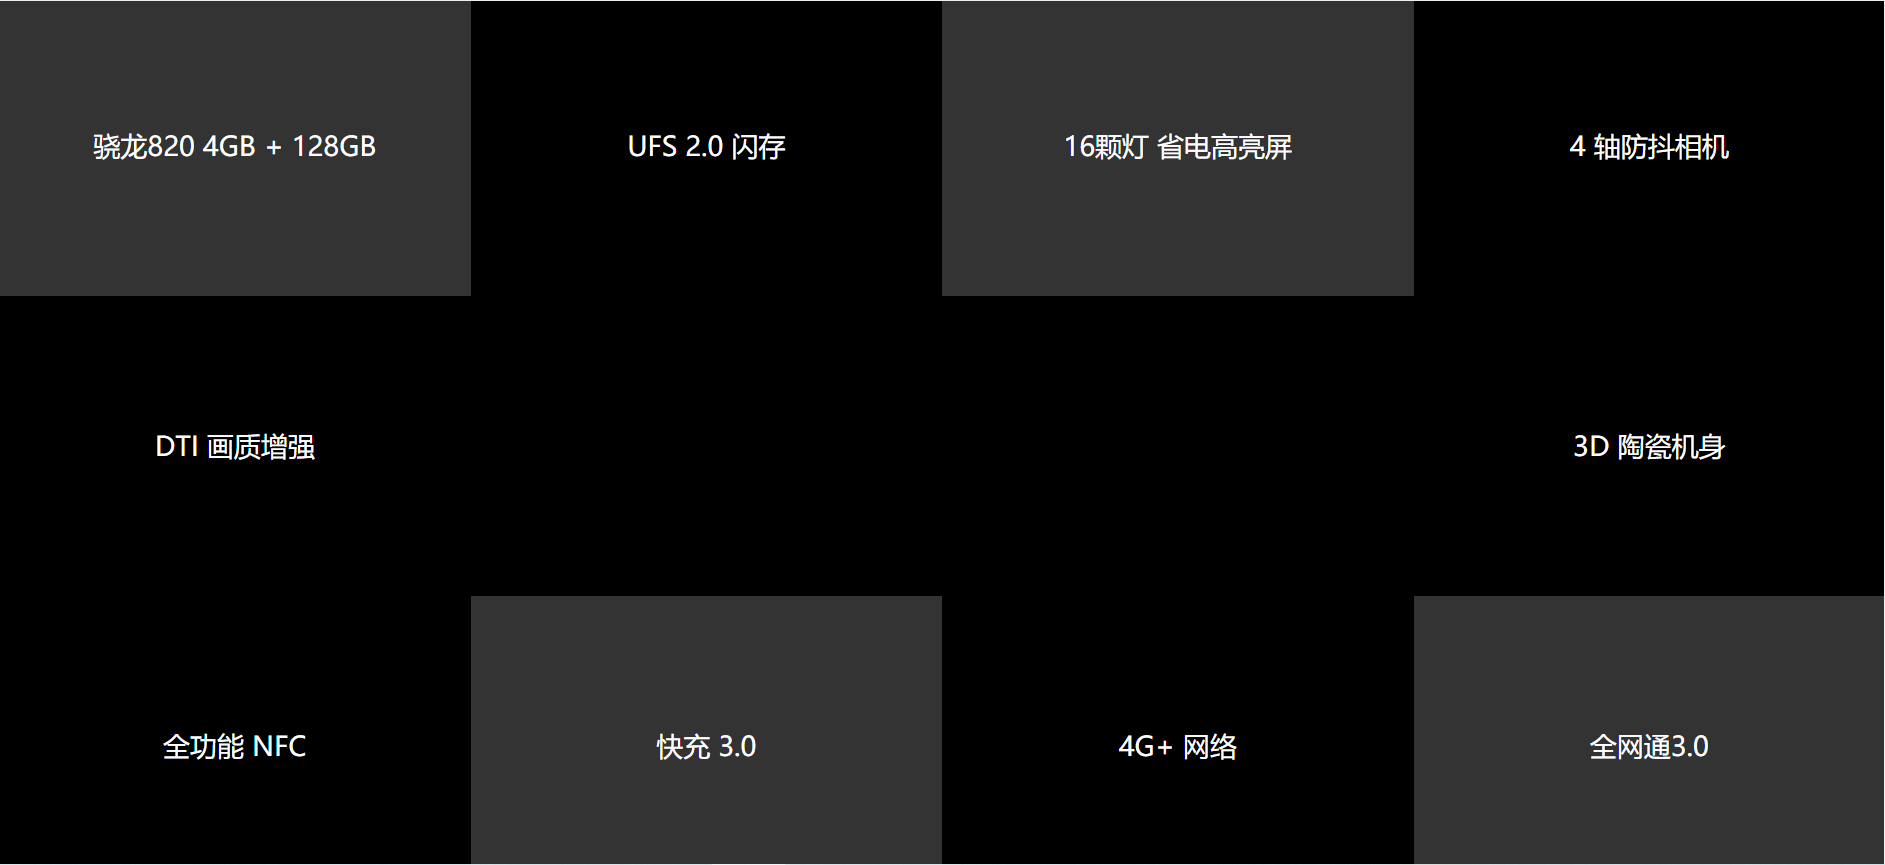 骁龙820 4GB + 128GB
UFS 2.0 闪存
16颗灯 省电高亮屏
4 轴防抖相机
DTI 画质增强
3D 陶瓷机身
全功能 NFC
快充 3.0
4G+ 网络
全网通3.0